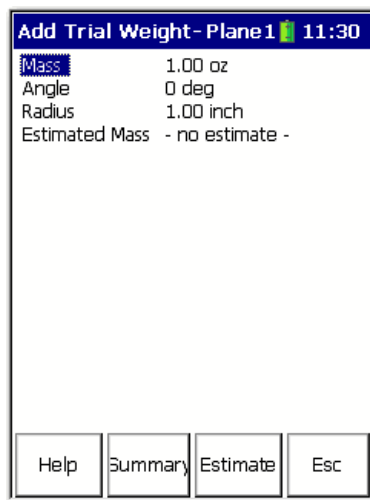 Add Trial Weight-Plane1 11:30
Mass 1.00 oz
Angle 0 deg
Radius 1.00 inch
Estimated Mass - no estimate -
Help Summary Estimate Esc